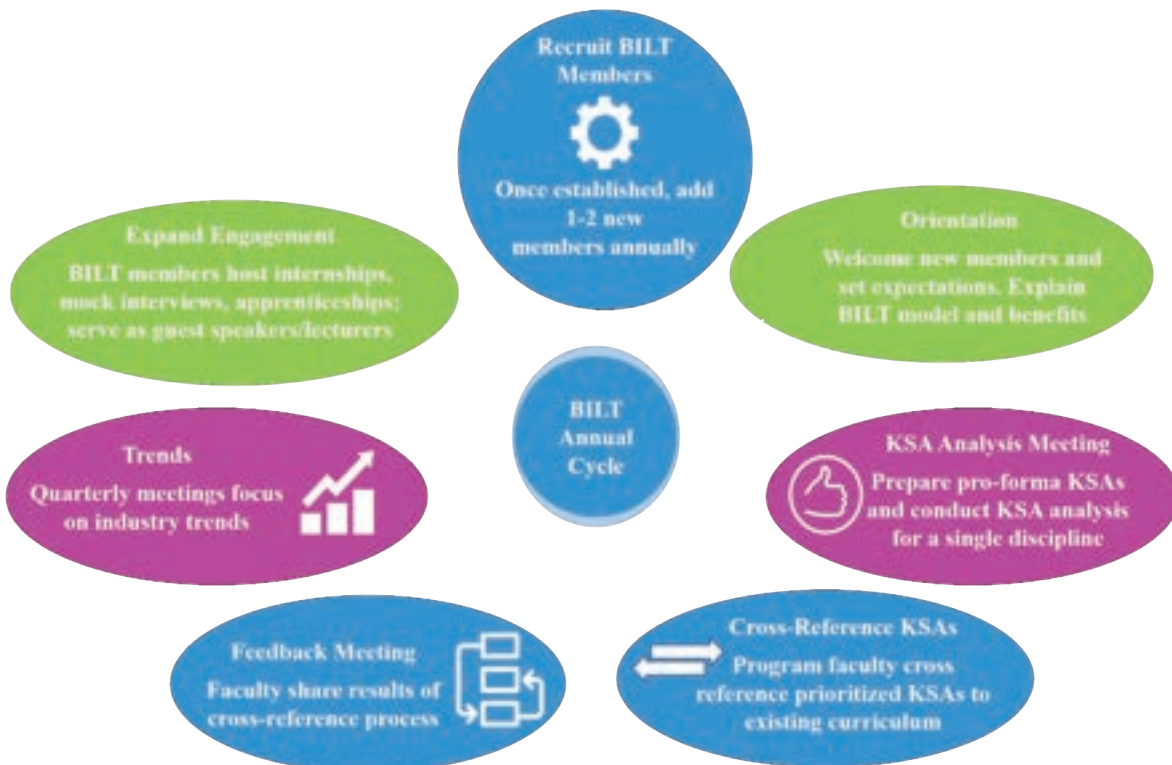 Recruit BILT
Members
Once established, add
1-2 new
members annually
Orientation
Welcome new members and
set expectations. Explain
BILT model and benefits
KSA Analysis Meeting
Prepare pro-forma KSAs
and conduct KSA analysis
for a single discipline
Cross-Reference KSAs
Program faculty cross
reference prioritized KSAs to
existing curriculum
Feedback Meeting
Faculty share results of
cross-reference process
Trends
Quarterly meetings focus
on industry trends
Expand Engagement
BILT members host internships,
mock interviews, apprenticeships;
serve as guest speakers/lecturers
BILT
Annual
Cycle